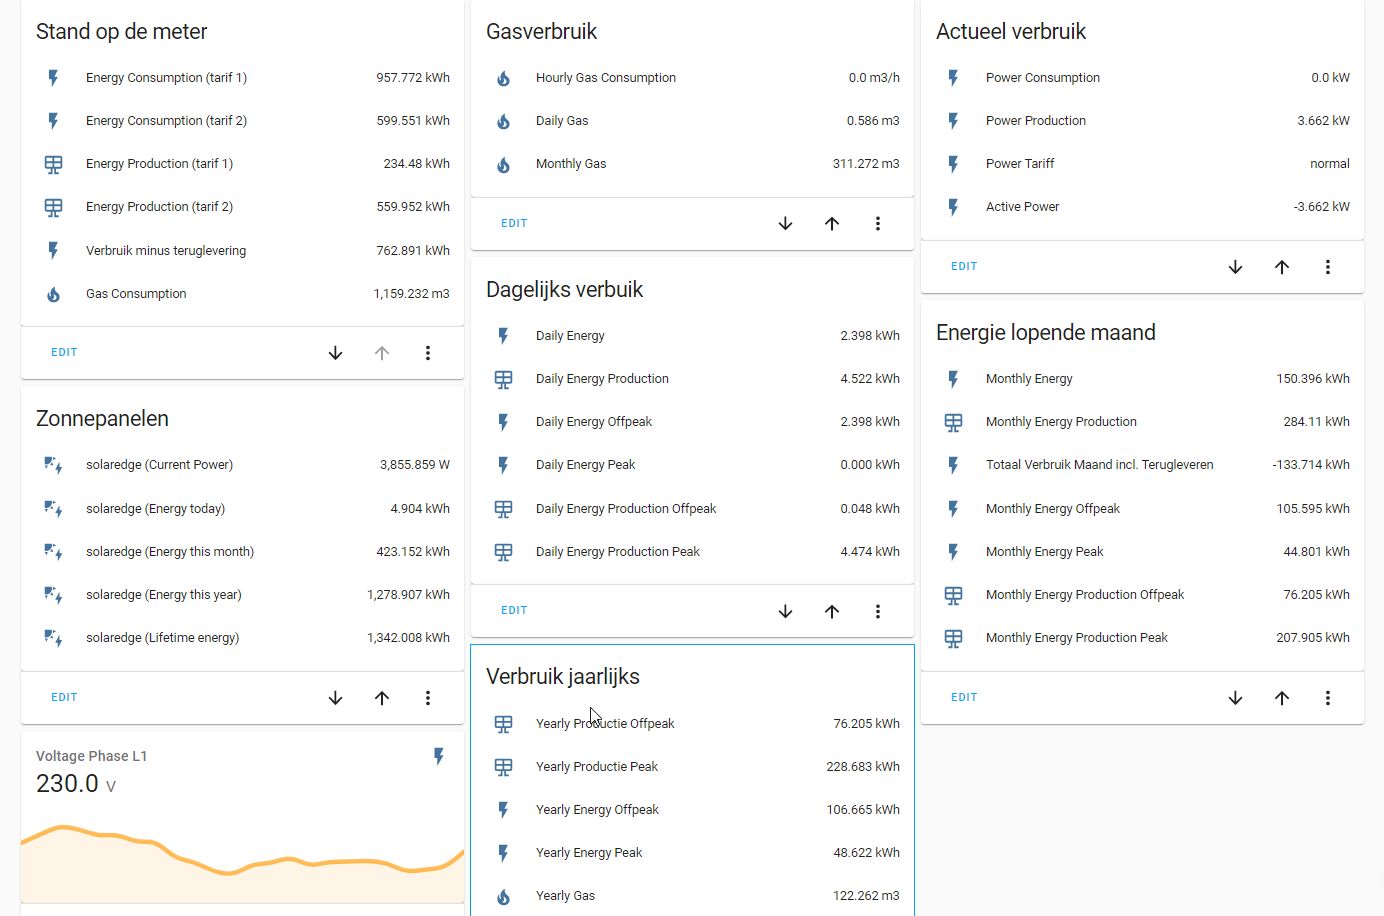 Stand op de meter
Energy Consumption (tarif 1) 957.772 kWh
Energy Consumption (tarif 2) 599.551 kWh
Energy Production (tarif 1) 234.48 kWh
Energy Production (tarif 2) 559.952 kWh
Verbruik minus teruglevering 762.891 kWh
Gas Consumption 1,159.232 m3
EDIT
Zonnepanelen
solaredge (Current Power) 3,855.859 W
solaredge (Energy today) 4.904 kWh
solaredge (Energy this month) 423.152 kWh
solaredge (Energy this year) 1,278.907 kWh
solaredge (Lifetime energy) 1,342.008 kWh
EDIT
Voltage Phase L1
230.0 V
Gasverbuik
Hourly Gas Consumption 0.0 m3/h
Daily Gas 0.586 m3
Monthly Gas 311.272 m3
EDIT
Dagelijks verbuik
Daily Energy 2.398 kWh
Daily Energy Production 4.522 kWh
Daily Energy Offpeak 2.398 kWh
Daily Energy Peak 0.000 kWh
Daily Energy Production Offpeak 0.048 kWh
Daily Energy Production Peak 4.474 kWh
EDIT
Verbruik jaarlijks
Yearly Productie Offpeak 76.205 kWh
Yearly Productie Peak 228.683 kWh
Yearly Energy Offpeak 106.665 kWh
Yearly Energy Peak 48.622 kWh
Yearly Gas 122.262 m3
Actueel verbruik
Power Consumption 0.0 kW
Power Production 3.662 kW
Power Tariff normal
Active Power -3.662 kW
EDIT
Energie lopende maand
Monthly Energy 150.396 kWh
Monthly Energy Production 284.11 kWh
Totaal Verbruik Maand incl. Terugleveren -133.714 kWh
Monthly Energy Offpeak 105.595 kWh
Monthly Energy Peak 44.801 kWh
Monthly Energy Production Offpeak 76.205 kWh
Monthly Energy Production Peak 207.905 kWh
EDIT